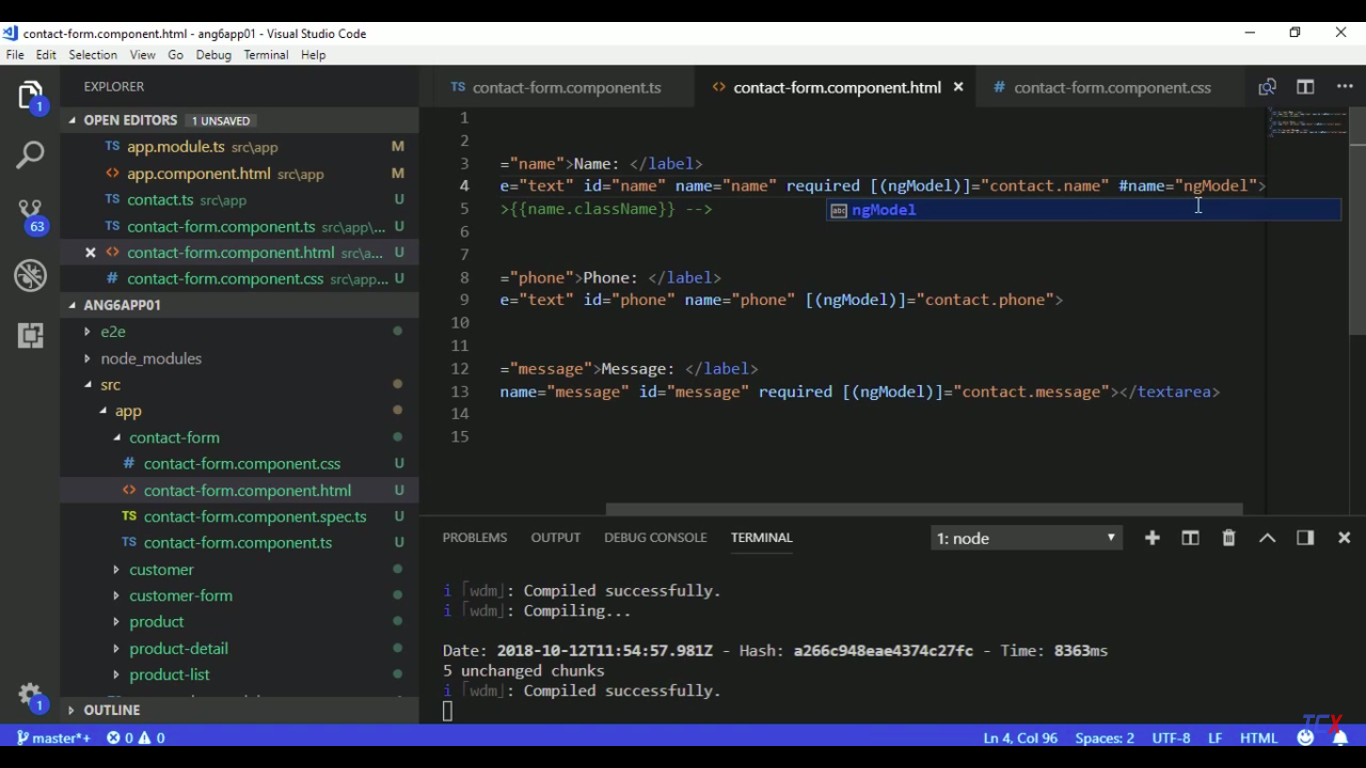 contact-form.component.html - ang6app01 - Visual Studio Code
File Edit Selection View Go Debug Terminal Help
EXPLORER
OPEN EDITORS 1 UNSAVED
TS app.module.ts src\app M
<> app.component.html src\app M
TS contact.ts src\app U
TS contact-form.component.ts src\app\... U
× <> contact-form.component.html src\a... U
# contact-form.component.css src\app... U
ANG6APP01
e2e
node_modules
src
app
contact-form
# contact-form.component.css U
<> contact-form.component.html U
TS contact-form.component.spec.ts U
TS contact-form.component.ts U
customer
customer-form
product
product-detail
product-list
OUTLINE
1
63
1
TS contact-form.component.ts <> contact-form.component.html × # contact-form.component.css
1
2
3 ="name">Name: </label>
4 e="text" id="name" name="name" required [(ngModel)]="contact.name" #name="ngModel">
5 >{{name.className}} -->
abc ngModel
6
7
8 ="phone">Phone: </label>
9 e="text" id="phone" name="phone" [(ngModel)]="contact.phone">
10
11
12 ="message">Message: </label>
13 name="message" id="message" required [(ngModel)]="contact.message"></textarea>
14
15
PROBLEMS OUTPUT DEBUG CONSOLE TERMINAL 1: node
i ｢wdm｣: Compiled successfully.
i ｢wdm｣: Compiling...
Date: 2018-10-12T11:54:57.981Z - Hash: a266c948eae4374c27fc - Time: 8363ms
5 unchanged chunks
i ｢wdm｣: Compiled successfully.
TCX
master*+ 0 0 Ln 4, Col 96 Spaces: 2 UTF-8 LF HTML